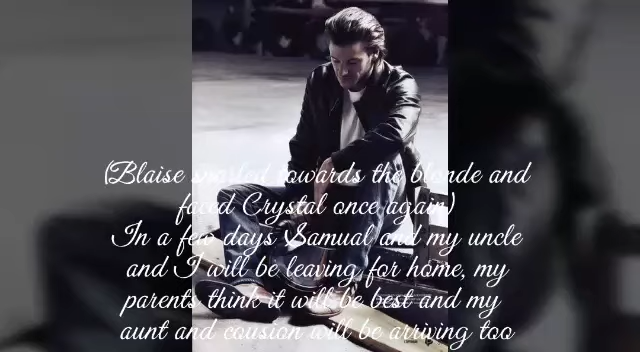 (Blaise snarled towards the blonde and
faced Crystal once again)
In a few days Samual and my uncle
and I will be leaving for home, my
parents think it will be best and my
aunt and cousion will be arriving too